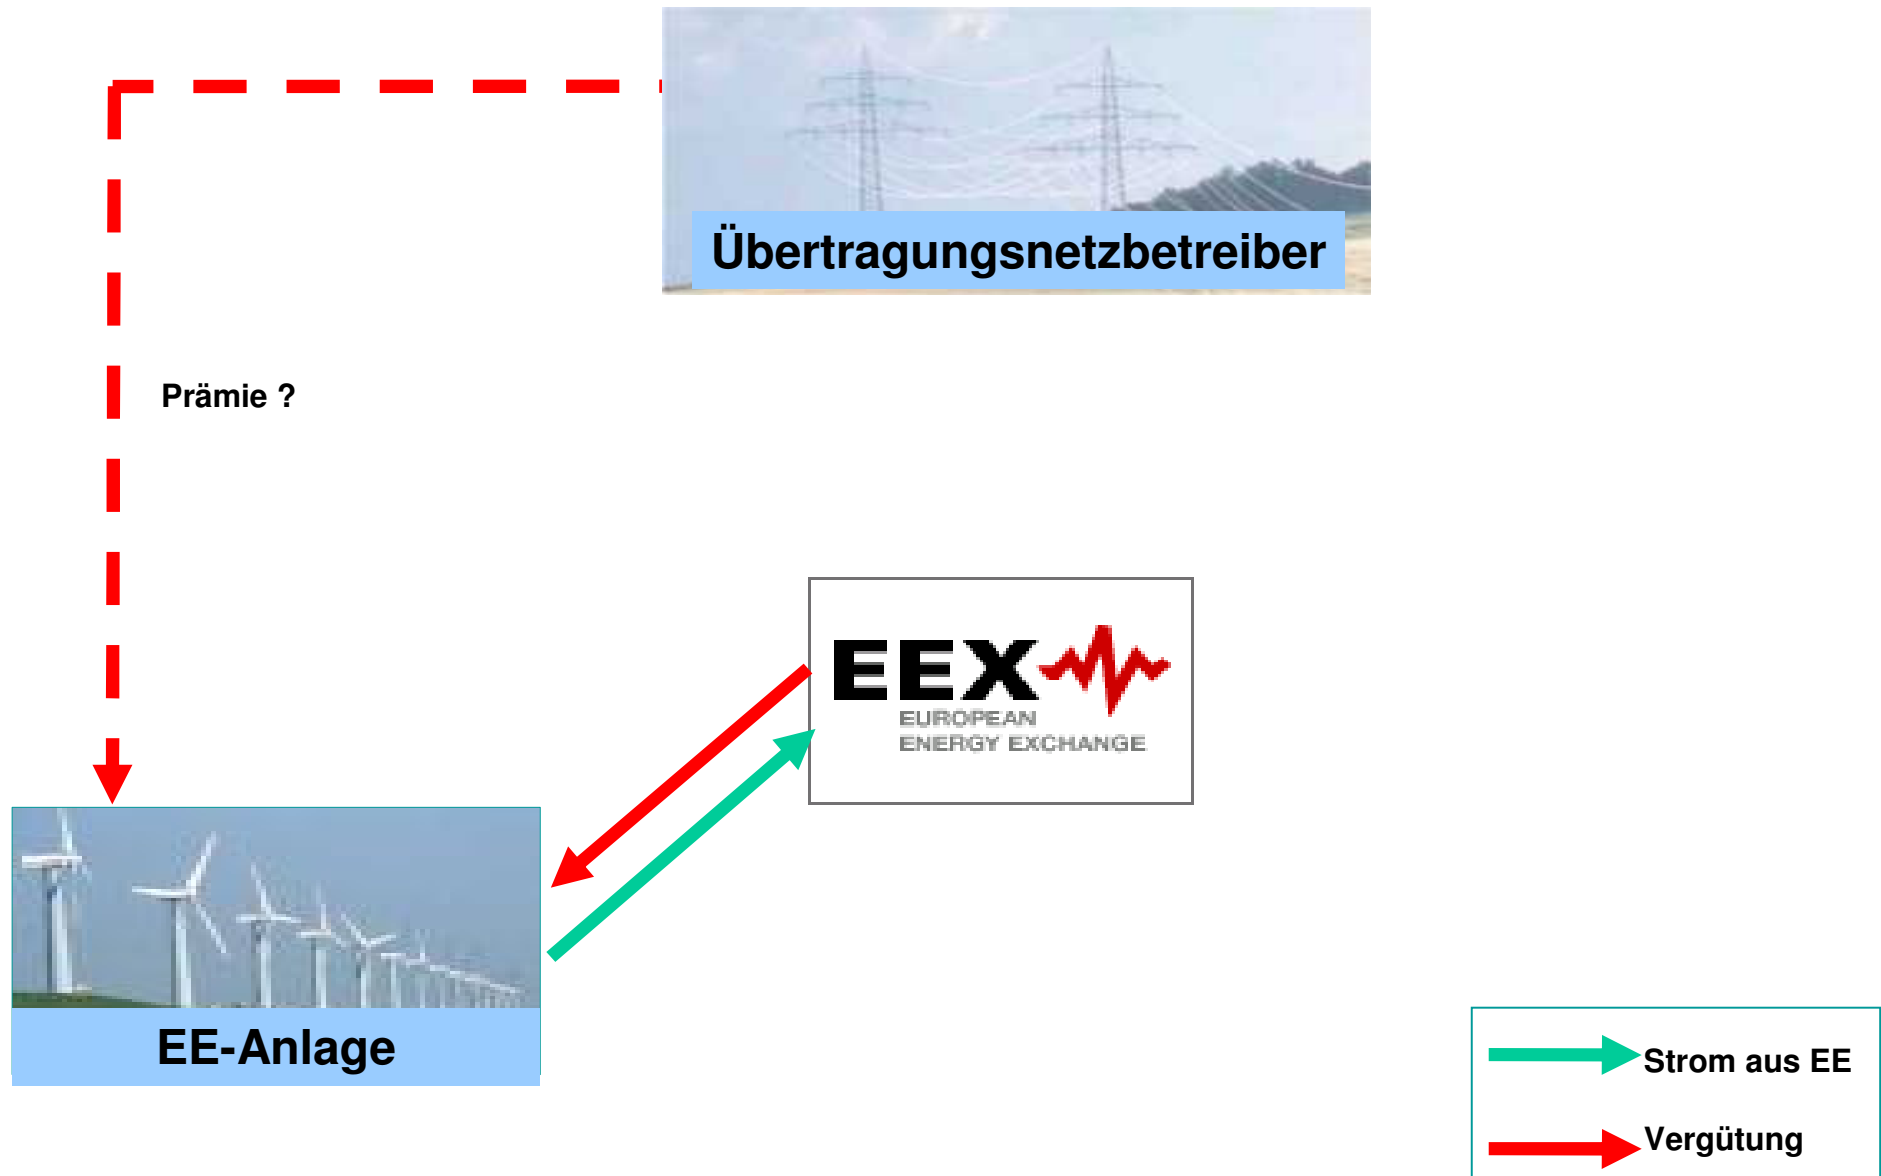 Übertragungsnetzbetreiber
Prämie ?
EEX
EUROPEAN
ENERGY EXCHANGE
EE-Anlage
Strom aus EE
Vergütung